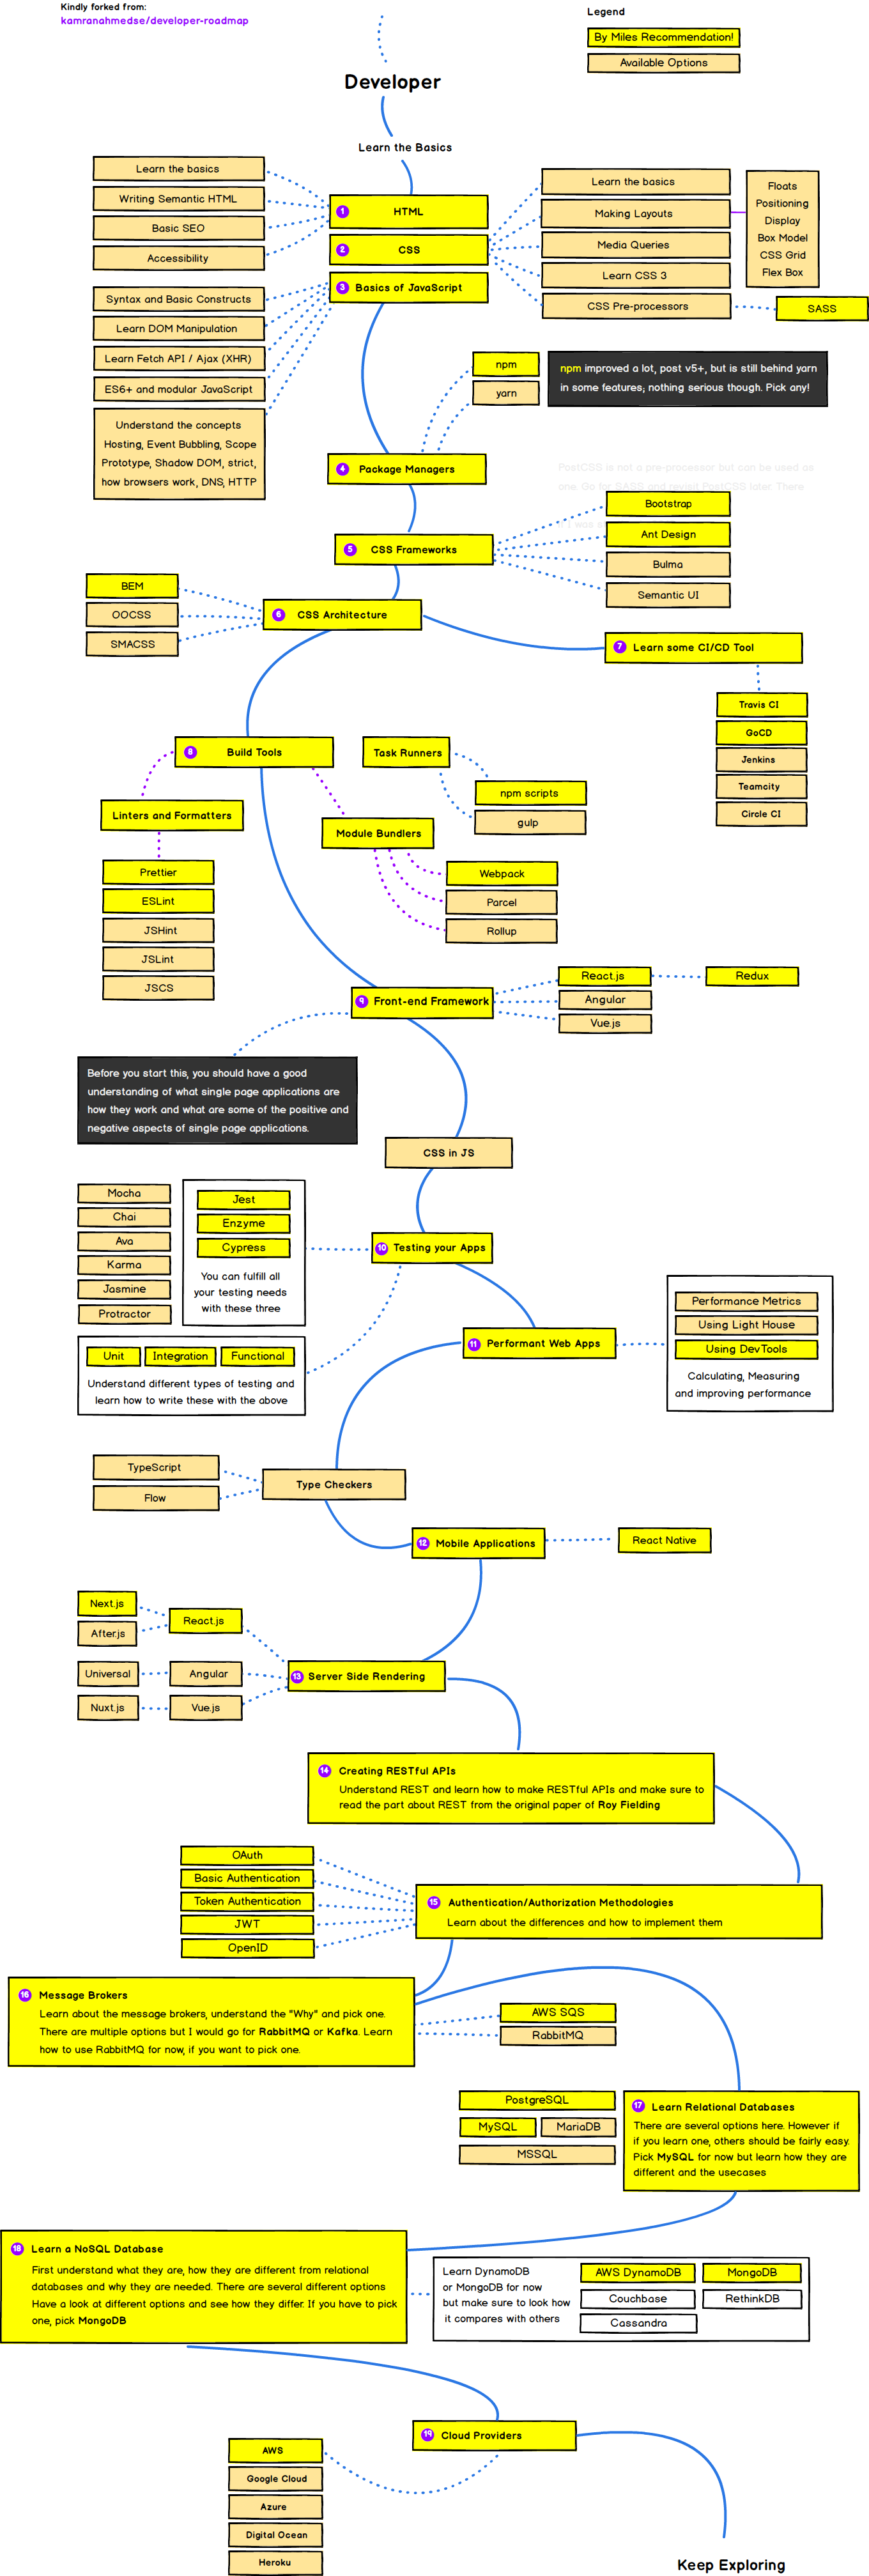 Kindly forked from:
kamranahmedse/developer-roadmap
Legend
By Miles Recommendation!
Available Options
Developer
Learn the Basics
Learn the basics
Writing Semantic HTML
Basic SEO
Accessibility
1 HTML
2 CSS
3 Basics of JavaScript
Learn the basics
Making Layouts
Media Queries
Learn CSS 3
CSS Pre-processors
Floats
Positioning
Display
Box Model
CSS Grid
Flex Box
SASS
Syntax and Basic Constructs
Learn DOM Manipulation
Learn Fetch API / Ajax (XHR)
ES6+ and modular JavaScript
Understand the concepts
Hosting, Event Bubbling, Scope
Prototype, Shadow DOM, strict,
how browsers work, DNS, HTTP
npm
yarn
npm improved a lot, post v5+, but is still behind yarn
in some features; nothing serious though. Pick any!
4 Package Managers
PostCSS is not a pre-processor but can be used as
one. Go for SASS and revisit PostCSS later. There
I was
5 CSS Frameworks
Bootstrap
Ant Design
Bulma
Semantic UI
BEM
OOCSS
SMACSS
6 CSS Architecture
7 Learn some CI/CD Tool
Travis CI
GoCD
Jenkins
Teamcity
Circle CI
8 Build Tools
Task Runners
npm scripts
gulp
Linters and Formatters
Module Bundlers
Prettier
ESLint
JSHint
JSLint
JSCS
Webpack
Parcel
Rollup
9 Front-end Framework
React.js
Angular
Vue.js
Redux
Before you start this, you should have a good
understanding of what single page applications are
how they work and what are some of the positive and
negative aspects of single page applications.
CSS in JS
Mocha
Chai
Ava
Karma
Jasmine
Protractor
Jest
Enzyme
Cypress
You can fulfill all
your testing needs
with these three
10 Testing your Apps
Unit
Integration
Functional
Understand different types of testing and
learn how to write these with the above
11 Performant Web Apps
Performance Metrics
Using Light House
Using DevTools
Calculating, Measuring
and improving performance
TypeScript
Flow
Type Checkers
12 Mobile Applications
React Native
Next.js
After.js
React.js
Universal
Angular
Nuxt.js
Vue.js
13 Server Side Rendering
14 Creating RESTful APIs
Understand REST and learn how to make RESTful APIs and make sure to
read the part about REST from the original paper of Roy Fielding
OAuth
Basic Authentication
Token Authentication
JWT
OpenID
15 Authentication/Authorization Methodologies
Learn about the differences and how to implement them
16 Message Brokers
Learn about the message brokers, understand the "Why" and pick one.
There are multiple options but I would go for RabbitMQ or Kafka. Learn
how to use RabbitMQ for now, if you want to pick one.
AWS SQS
RabbitMQ
PostgreSQL
MySQL
MariaDB
MSSQL
17 Learn Relational Databases
There are several options here. However if
if you learn one, others should be fairly easy.
Pick MySQL for now but learn how they are
different and the usecases
18 Learn a NoSQL Database
First understand what they are, how they are different from relational
databases and why they are needed. There are several different options
Have a look at different options and see how they differ. If you have to pick
one, pick MongoDB
Learn DynamoDB
or MongoDB for now
but make sure to look how
it compares with others
AWS DynamoDB
MongoDB
Couchbase
RethinkDB
Cassandra
19 Cloud Providers
AWS
Google Cloud
Azure
Digital Ocean
Heroku
Keep Exploring